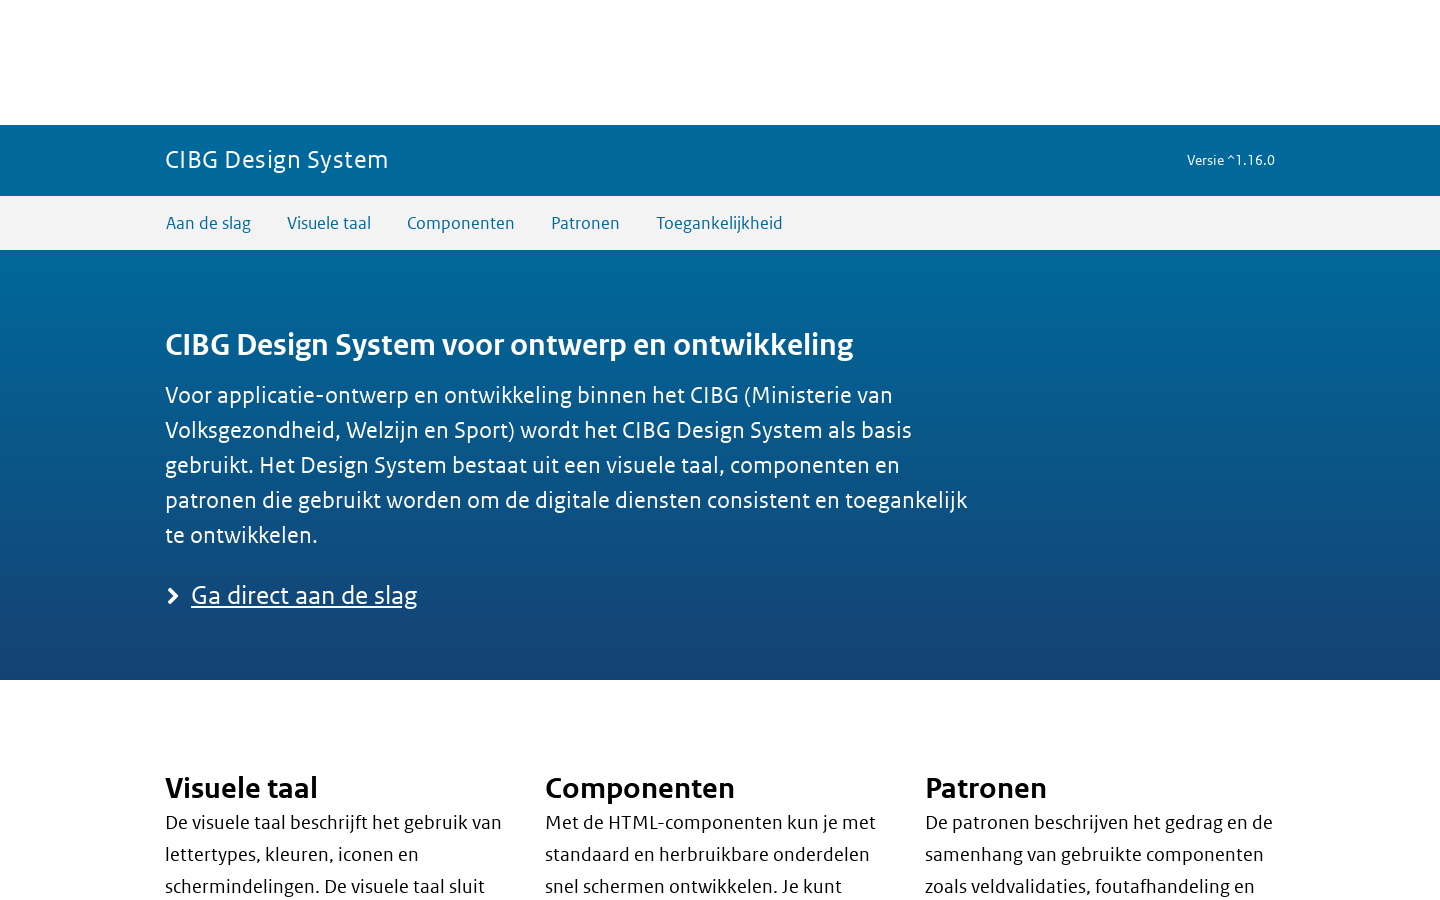 CIBG Design System
Versie ^1.16.0
Aan de slag
Visuele taal
Componenten
Patronen
Toegankelijkheid
CIBG Design System voor ontwerp en ontwikkeling
Voor applicatie-ontwerp en ontwikkeling binnen het CIBG (Ministerie van
Volksgezondheid, Welzijn en Sport) wordt het CIBG Design System als basis
gebruikt. Het Design System bestaat uit een visuele taal, componenten en
patronen die gebruikt worden om de digitale diensten consistent en toegankelijk
te ontwikkelen.
Ga direct aan de slag
Visuele taal
De visuele taal beschrijft het gebruik van
lettertypes, kleuren, iconen en
schermindelingen. De visuele taal sluit
Componenten
Met de HTML-componenten kun je met
standaard en herbruikbare onderdelen
snel schermen ontwikkelen. Je kunt
Patronen
De patronen beschrijven het gedrag en de
samenhang van gebruikte componenten
zoals veldvalidaties, foutafhandeling en